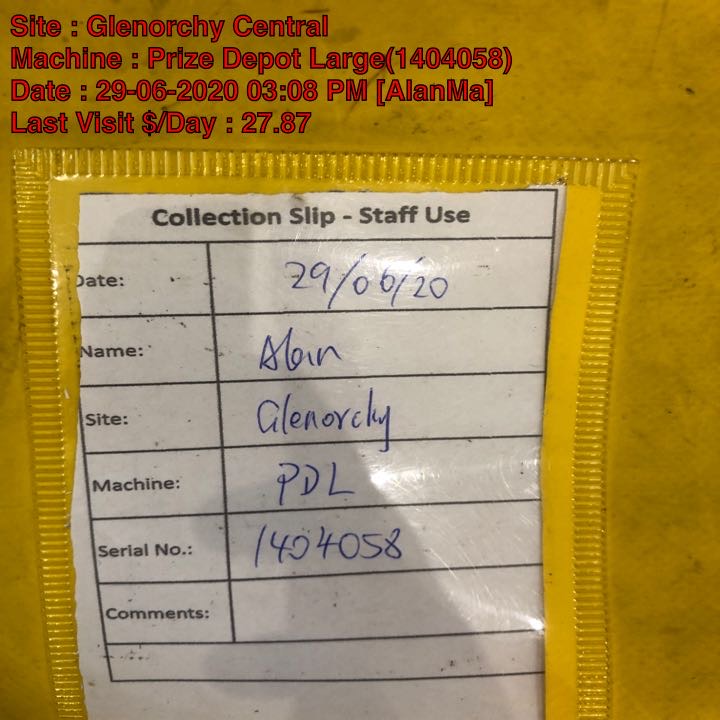 Site : Glenorchy Central
Machine : Prize Depot Large(1404058)
Date : 29-06-2020 03:08 PM [AlanMa]
Last Visit $/Day : 27.87
Collection Slip - Staff Use
Date: 29/06/20
Name: Alan
Site: Glenorchy
Machine: PDL
Serial No.: 1404058
Comments: